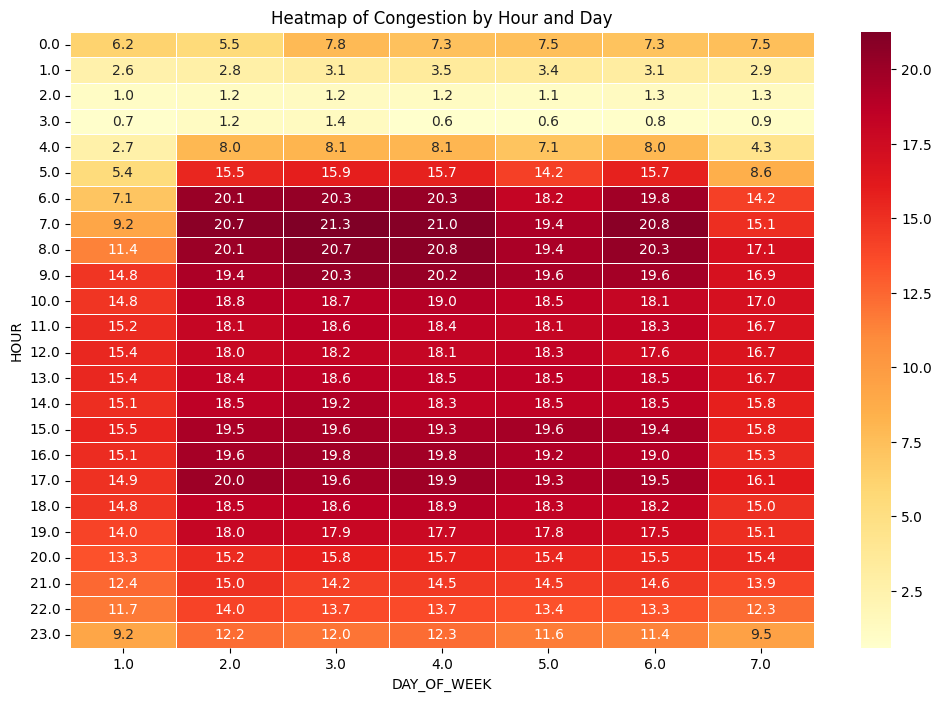 Heatmap of Congestion by Hour and Day
HOUR
0.0 6.2 5.5 7.8 7.3 7.5 7.3 7.5
1.0 2.6 2.8 3.1 3.5 3.4 3.1 2.9
2.0 1.0 1.2 1.2 1.2 1.1 1.3 1.3
3.0 0.7 1.2 1.4 0.6 0.6 0.8 0.9
4.0 2.7 8.0 8.1 8.1 7.1 8.0 4.3
5.0 5.4 15.5 15.9 15.7 14.2 15.7 8.6
6.0 7.1 20.1 20.3 20.3 18.2 19.8 14.2
7.0 9.2 20.7 21.3 21.0 19.4 20.8 15.1
8.0 11.4 20.1 20.7 20.8 19.4 20.3 17.1
9.0 14.8 19.4 20.3 20.2 19.6 19.6 16.9
10.0 14.8 18.8 18.7 19.0 18.5 18.1 17.0
11.0 15.2 18.1 18.6 18.4 18.1 18.3 16.7
12.0 15.4 18.0 18.2 18.1 18.3 17.6 16.7
13.0 15.4 18.4 18.6 18.5 18.5 18.5 16.7
14.0 15.1 18.5 19.2 18.3 18.5 18.5 15.8
15.0 15.5 19.5 19.6 19.3 19.6 19.4 15.8
16.0 15.1 19.6 19.8 19.8 19.2 19.0 15.3
17.0 14.9 20.0 19.6 19.9 19.3 19.5 16.1
18.0 14.8 18.5 18.6 18.9 18.3 18.2 15.0
19.0 14.0 18.0 17.9 17.7 17.8 17.5 15.1
20.0 13.3 15.2 15.8 15.7 15.4 15.5 15.4
21.0 12.4 15.0 14.2 14.5 14.5 14.6 13.9
22.0 11.7 14.0 13.7 13.7 13.4 13.3 12.3
23.0 9.2 12.2 12.0 12.3 11.6 11.4 9.5
1.0 2.0 3.0 4.0 5.0 6.0 7.0
DAY_OF_WEEK
20.0
17.5
15.0
12.5
10.0
7.5
5.0
2.5